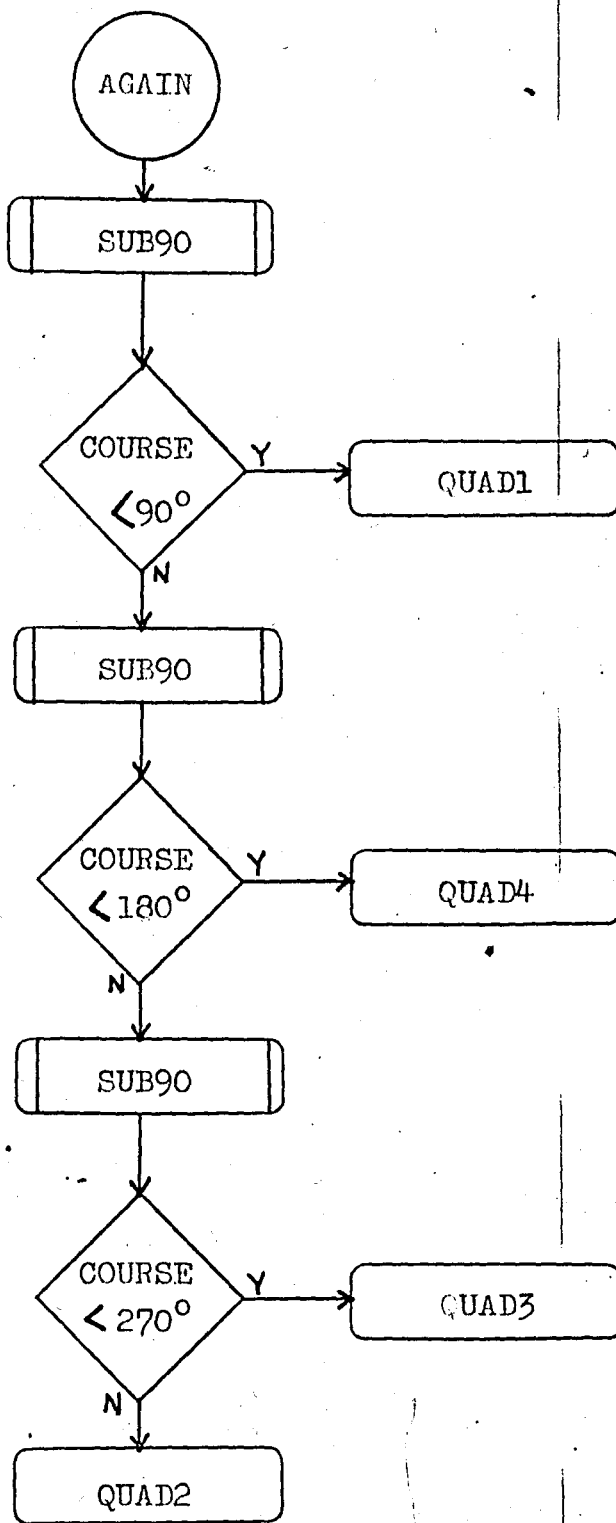 AGAIN
SUB90
COURSE
<90°
Y
QUAD1
N
SUB90
COURSE
<180°
Y
QUAD4
N
SUB90
COURSE
<270°
Y
QUAD3
N
QUAD2